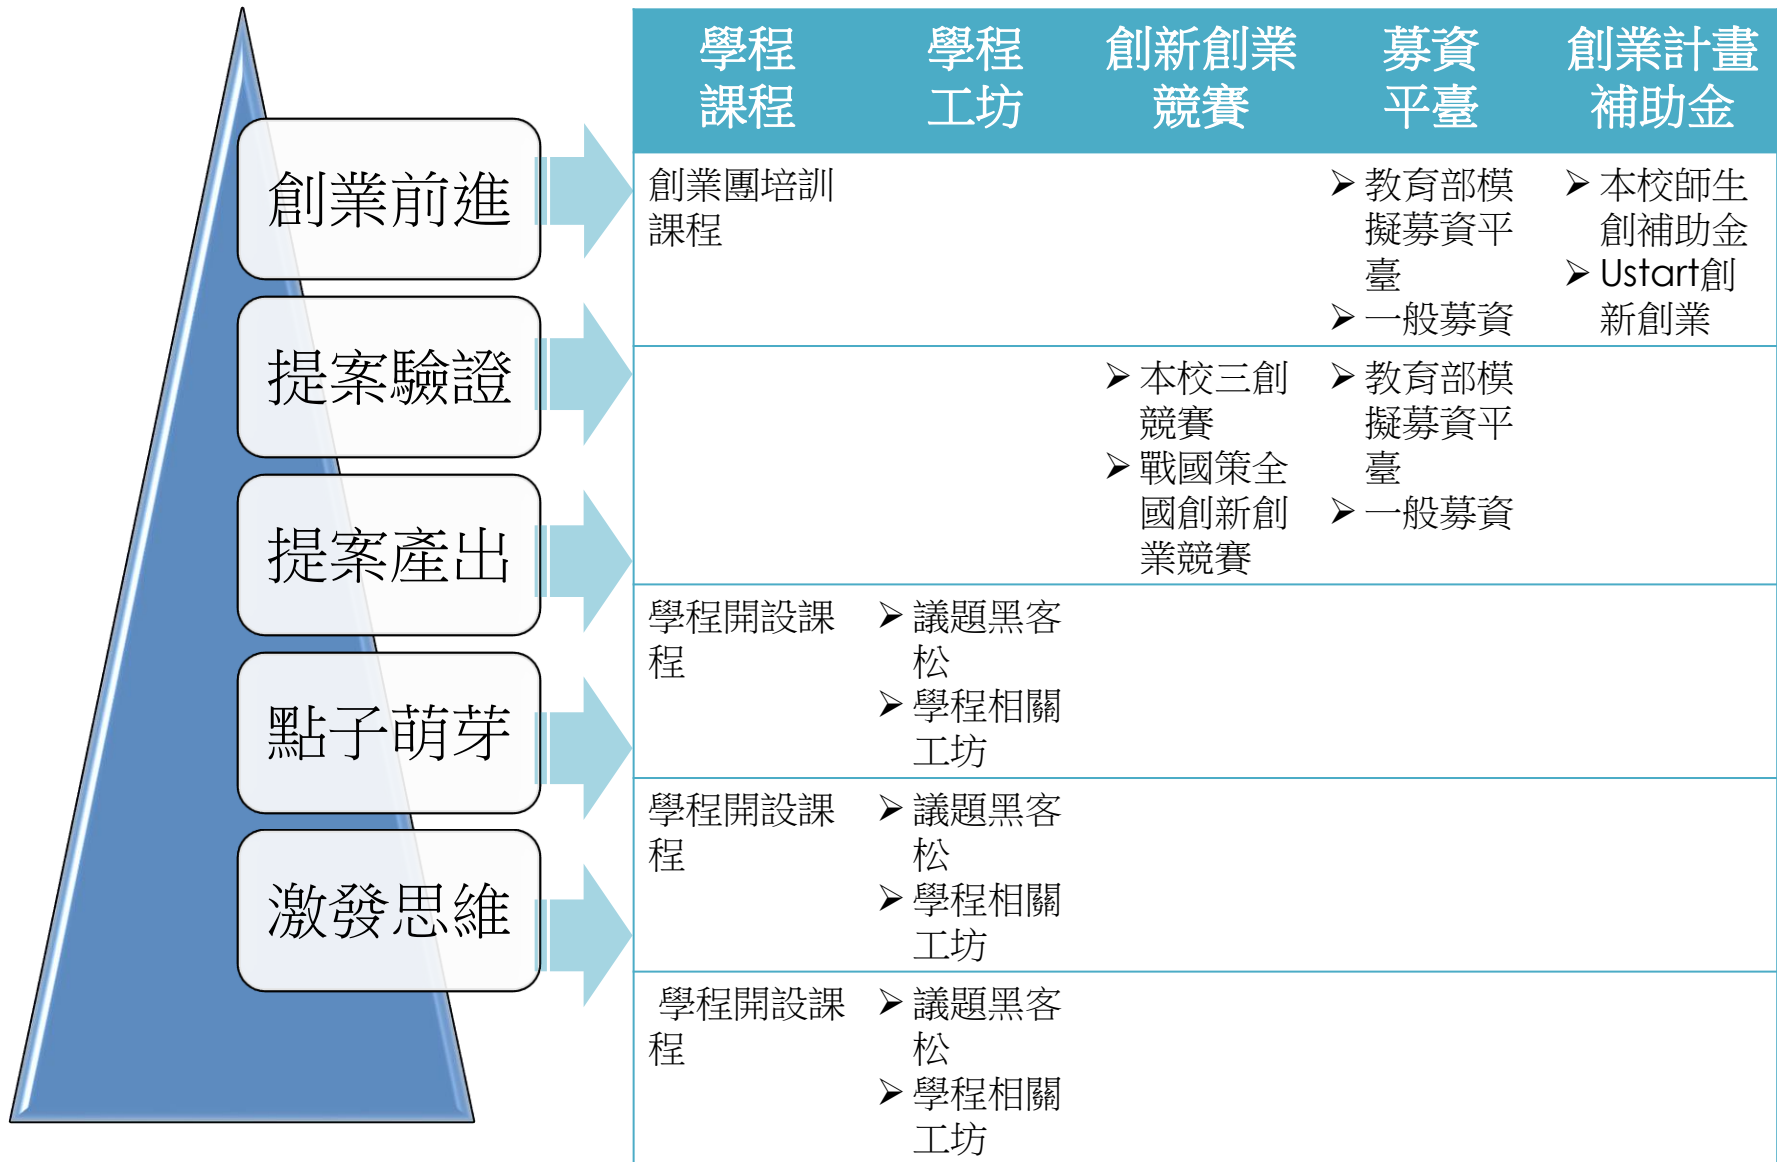 創業前進
提案驗證
提案產出
點子萌芽
激發思維
學程
課程
學程
工坊
創新創業
競賽
募資
平臺
創業計畫
補助金
創業團培訓
課程
➢ 教育部模
擬募資平
臺
➢ 一般募資
➢ 本校師生
創補助金
➢ Ustart創
新創業
➢ 本校三創
競賽
➢ 戰國策全
國創新創
業競賽
➢ 教育部模
擬募資平
臺
➢ 一般募資
學程開設課
程
➢ 議題黑客
松
➢ 學程相關
工坊
學程開設課
程
➢ 議題黑客
松
➢ 學程相關
工坊
學程開設課
程
➢ 議題黑客
松
➢ 學程相關
工坊